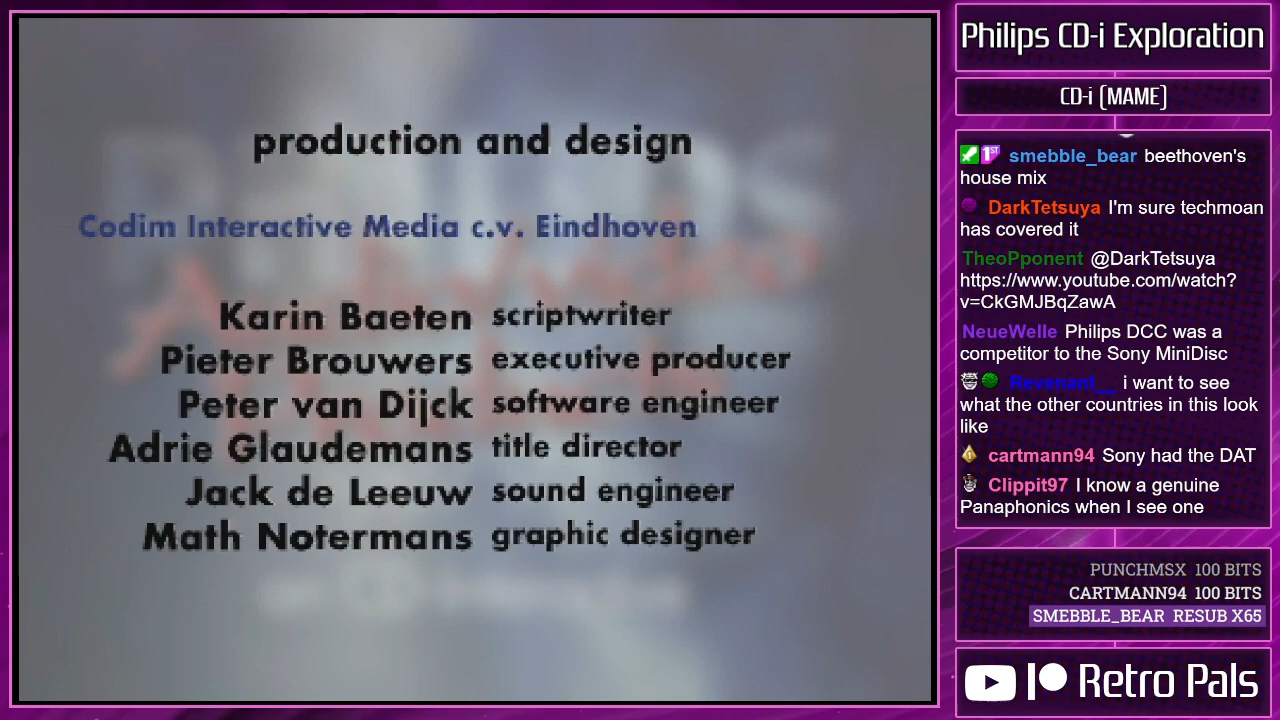 production and design
Codim Interactive Media c.v. Eindhoven
Karin Baeten scriptwriter
Pieter Brouwers executive producer
Peter van Dijck software engineer
Adrie Glaudemans title director
Jack de Leeuw sound engineer
Math Notermans graphic designer
Philips CD-i Exploration
CD-i [MAME]
1ST smebble_bear beethoven's
house mix
DarkTetsuya I'm sure techmoan
has covered it
TheoPponent @DarkTetsuya
https://www.youtube.com/watch?
v=CkGMJBqZawA
NeueWelle Philips DCC was a
competitor to the Sony MiniDisc
Revenant__ i want to see
what the other countries in this look
like
cartmann94 Sony had the DAT
Clippit97 I know a genuine
Panaphonics when I see one
PUNCHMSX 100 BITS
CARTMANN94 100 BITS
SMEBBLE_BEAR RESUB X65
Retro Pals